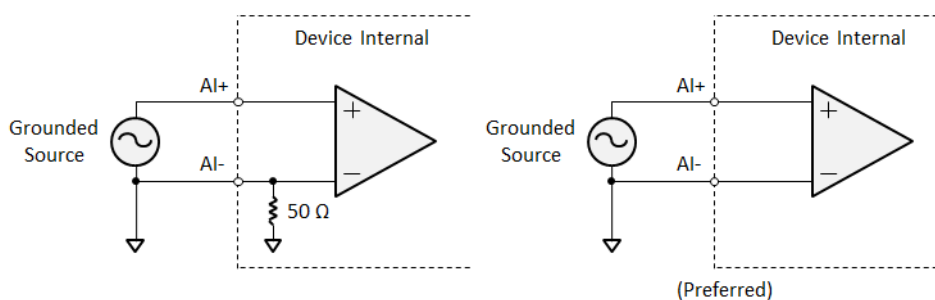 Device Internal
AI+
Grounded
Source
AI-
+
−
50 Ω
Device Internal
AI+
Grounded
Source
AI-
+
−
(Preferred)